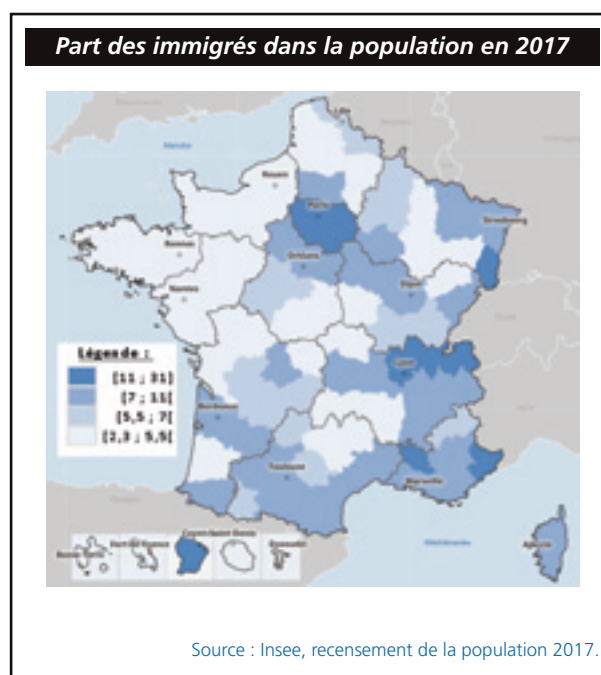 Part des immigrés dans la population en 2017
Lille
Manche
Rouen
Paris
Strasbourg
Rennes
Orléans
Nantes
Dijon
Légende :
[11 ; 31]
[7 ; 11[
[5,5 ; 7[
[2,3 ; 5,5[
Lyon
Bordeaux
Toulouse
Marseille
Ajaccio
Source : Insee, recensement de la population 2017.